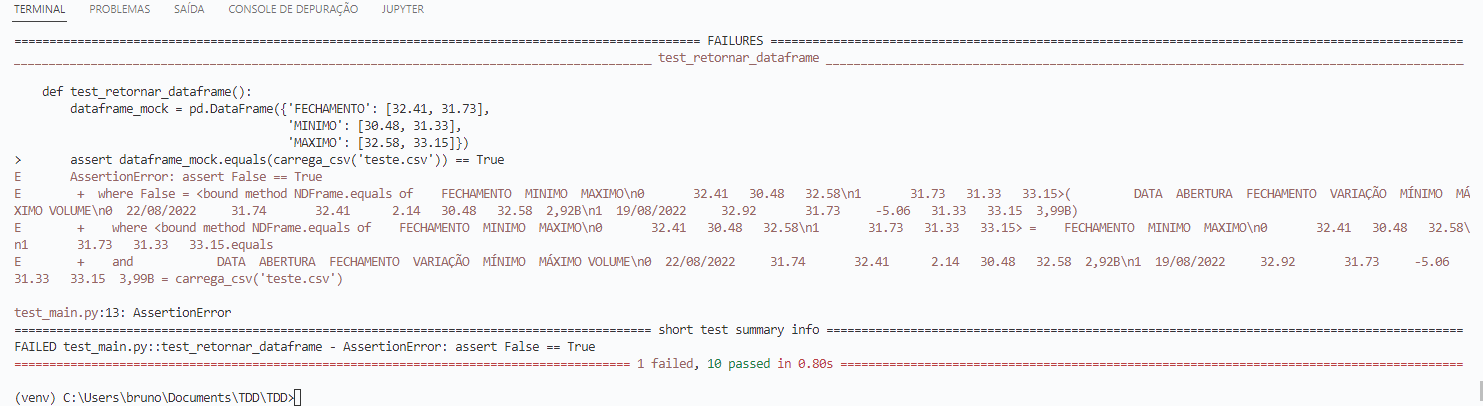 TERMINAL PROBLEMAS SAÍDA CONSOLE DE DEPURAÇÃO JUPYTER
=================================================================================================== FAILURES ====================================================================================================
____________________________________________________________________________________________ test_retornar_dataframe ____________________________________________________________________________________________
    def test_retornar_dataframe():
        dataframe_mock = pd.DataFrame({'FECHAMENTO': [32.41, 31.73],
                                       'MINIMO': [30.48, 31.33],
                                       'MAXIMO': [32.58, 33.15]})
>       assert dataframe_mock.equals(carrega_csv('teste.csv')) == True
E       AssertionError: assert False == True
E        +  where False = <bound method NDFrame.equals of    FECHAMENTO  MINIMO  MAXIMO\n0       32.41   30.48   32.58\n1       31.73   31.33   33.15>(         DATA  ABERTURA  FECHAMENTO  VARIAÇÃO  MÍNIMO  MÁ
XIMO VOLUME\n0  22/08/2022     31.74       32.41      2.14   30.48   32.58  2,92B\n1  19/08/2022     32.92       31.73     -5.06   31.33   33.15  3,99B)
E        +    where <bound method NDFrame.equals of    FECHAMENTO  MINIMO  MAXIMO\n0       32.41   30.48   32.58\n1       31.73   31.33   33.15> =    FECHAMENTO  MINIMO  MAXIMO\n0       32.41   30.48   32.58\
n1       31.73   31.33   33.15.equals
E        +    and            DATA  ABERTURA  FECHAMENTO  VARIAÇÃO  MÍNIMO  MÁXIMO VOLUME\n0  22/08/2022     31.74       32.41      2.14   30.48   32.58  2,92B\n1  19/08/2022     32.92       31.73     -5.06
31.33   33.15  3,99B = carrega_csv('teste.csv')
test_main.py:13: AssertionError
============================================================================================ short test summary info ============================================================================================
FAILED test_main.py::test_retornar_dataframe - AssertionError: assert False == True
========================================================================================= 1 failed, 10 passed in 0.80s ==========================================================================================
(venv) C:\Users\bruno\Documents\TDD\TDD>